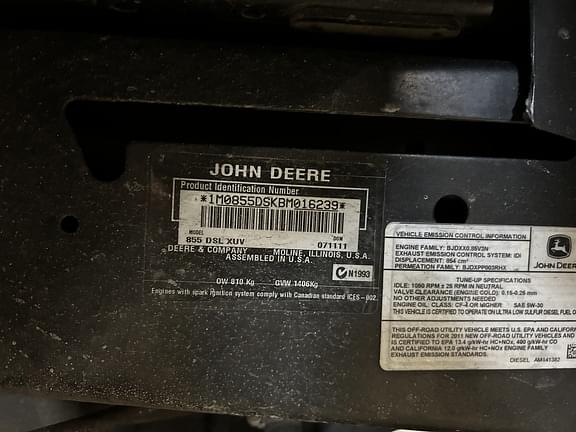 JOHN DEERE
Product Identification Number
*1M0855DSKBM016239*
MODEL
855 DSL XUV 071111
DEERE & COMPANY MOLINE, ILLINOIS, U.S.A.
ASSEMBLED IN U.S.A.
N1993
OW 810 Kg GVW 1406Kg
Engines with spark ignition system comply with Canadian standard ICES-002.
VEHICLE EMISSION CONTROL INFORMATION
ENGINE FAMILY: BJDXX0.85V3N
EXHAUST EMISSION CONTROL SYSTEM: IDI
DISPLACEMENT: 854 cm³
PERMEATION FAMILY: BJDXPP003RHX
JOHN DEERE
TUNE-UP SPECIFICATIONS
IDLE: 1090 RPM ± 25 RPM IN NEUTRAL
VALVE-CLEARANCE (ENGINE COLD): 0.15-0.25 mm
NO OTHER ADJUSTMENTS NEEDED
ENGINE OIL: CLASS: CF-4 OR HIGHER SAE 5W-30
THIS VEHICLE IS CERTIFIED TO OPERATE ON ULTRA LOW SULFUR DIESEL FUEL O
THIS OFF-ROAD UTILITY VEHICLE MEETS U.S. EPA AND CALIFOR
REGULATIONS FOR 2011 NEW OFF-ROAD UTILITY VEHICLES AND
IS CERTIFIED TO EPA 13.4 g/kW-hr HC+NOx, 400 g/kW-hr CO
AND CALIFORNIA 12.0 g/kW-hr HC+NOx ENGINE FAMILY
EXHAUST EMISSION STANDARDS.
DIESEL AM141382